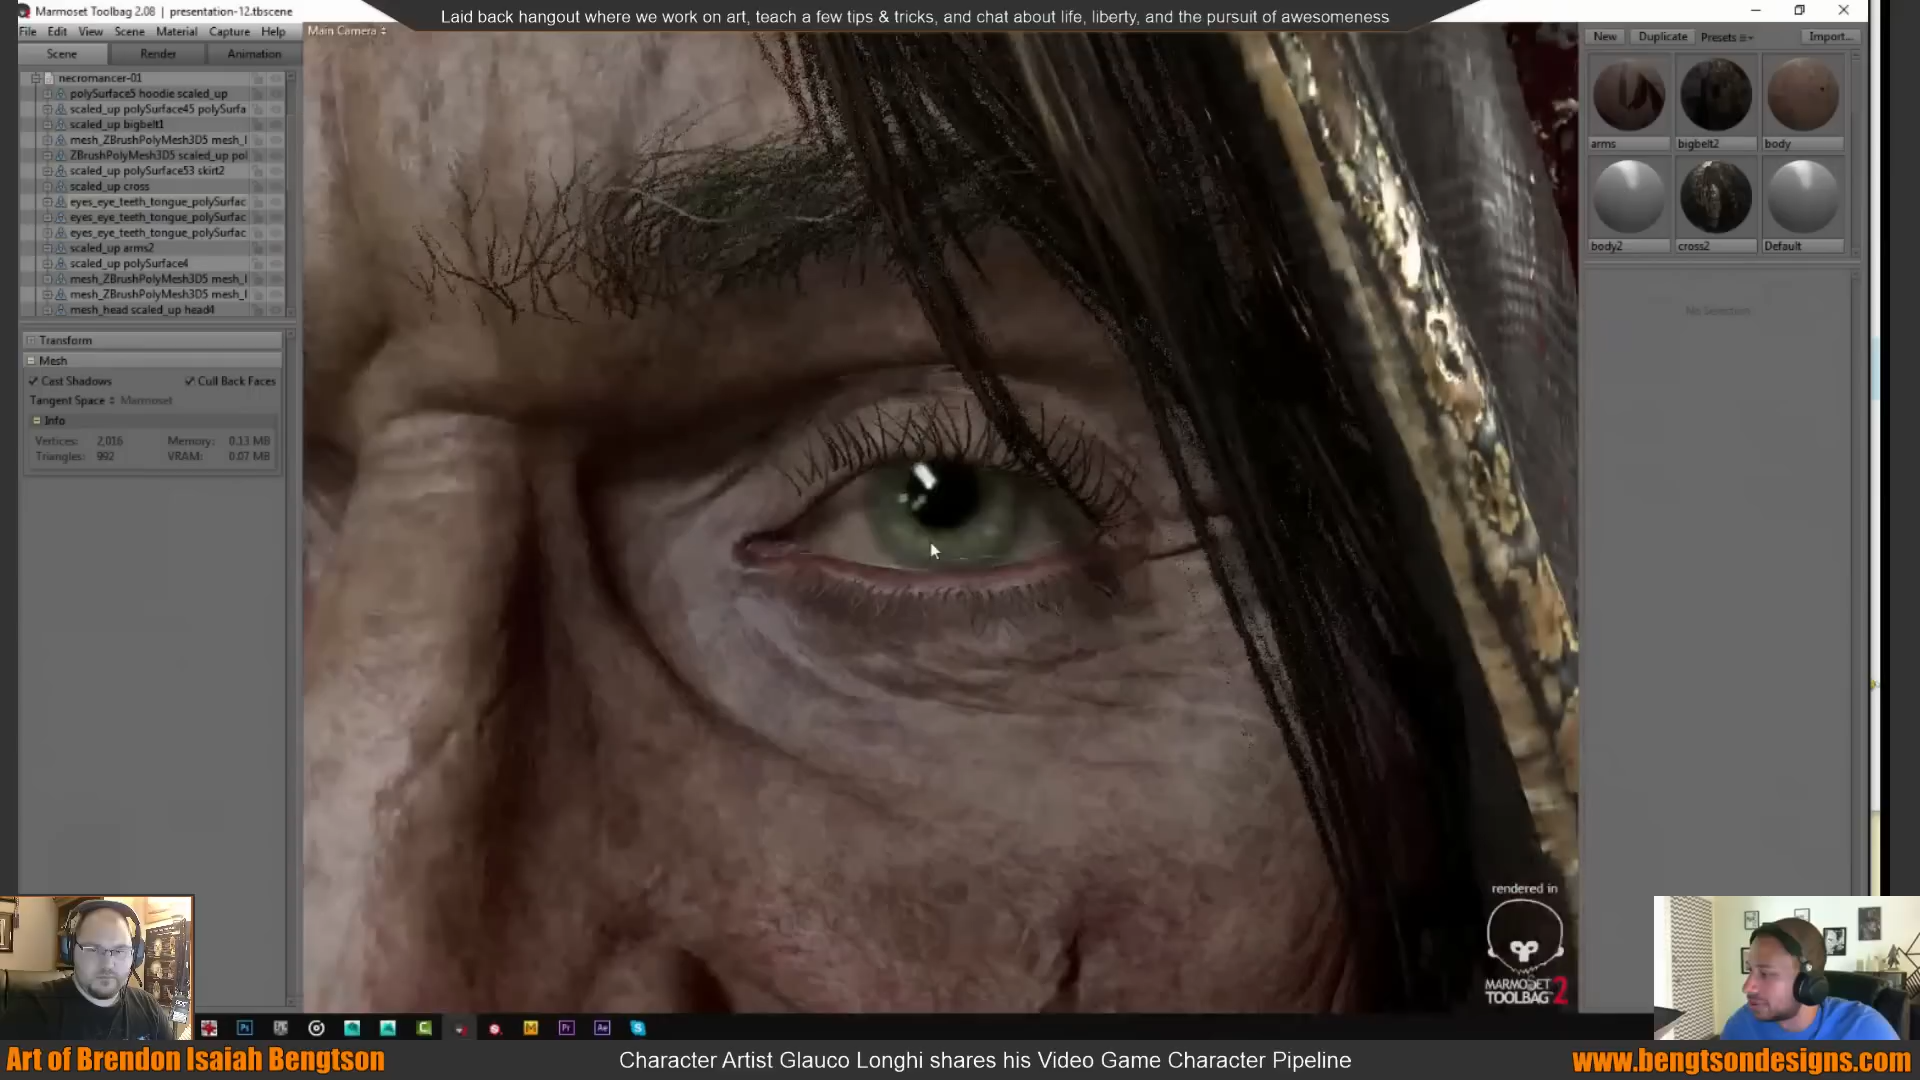 Marmoset Toolbag 2.08 | presentation-12.tbscene
Laid back hangout where we work on art, teach a few tips & tricks, and chat about life, liberty, and the pursuit of awesomeness
File Edit View Scene Material Capture Help
Main Camera
Scene Render Animation
New Duplicate Presets Import...
necromancer-01
polySurface5 hoodie scaled_up
scaled_up polySurface45 polySurfa
scaled_up bigbelt1
mesh_ZBrushPolyMesh3D5 mesh_l
ZBrushPolyMesh3D5 scaled_up pol
scaled_up polySurface53 skirt2
scaled_up cross
eyes_eye_teeth_tongue_polySurfac
eyes_eye_teeth_tongue_polySurfac
eyes_eye_teeth_tongue_polySurfac
scaled_up arms2
scaled_up polySurface4
mesh_ZBrushPolyMesh3D5 mesh_l
mesh_ZBrushPolyMesh3D5 mesh_l
mesh_head scaled_up head4
arms bigbelt2 body
body2 cross2 Default
No Selection
Transform
Mesh
Cast Shadows Cull Back Faces
Tangent Space Marmoset
Info
Vertices: 2,016 Memory: 0.13 MB
Triangles: 992 VRAM: 0.07 MB
rendered in
MARMOSET
TOOLBAG 2
Ps
M
Pr
Ae
Art of Brendon Isaiah Bengtson
Character Artist Glauco Longhi shares his Video Game Character Pipeline
www.bengtsondesigns.com